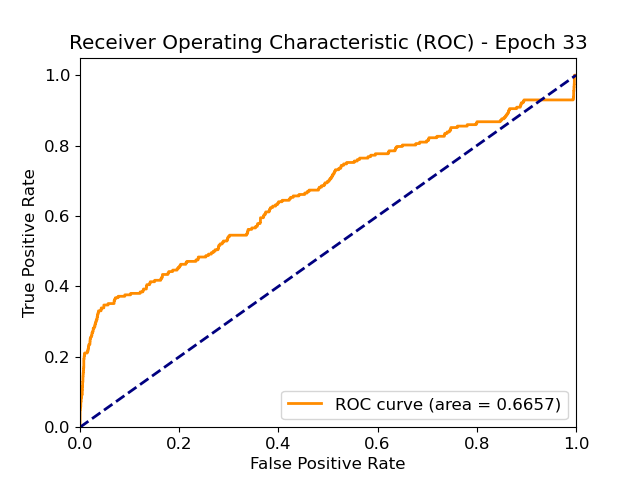 Receiver Operating Characteristic (ROC) - Epoch 33
True Positive Rate
1.0
0.8
0.6
0.4
0.2
0.0
ROC curve (area = 0.6657)
0.0 0.2 0.4 0.6 0.8 1.0
False Positive Rate